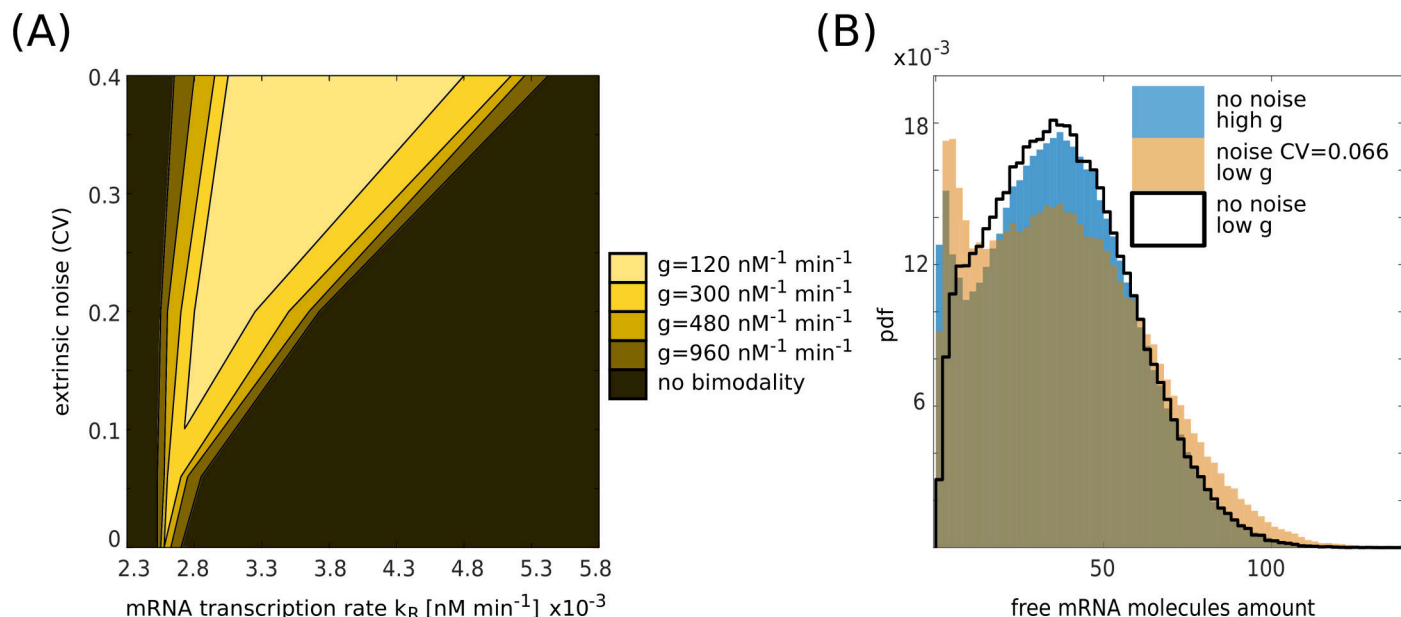 (A)
0.4
0.3
0.2
0.1
0
extrinsic noise (CV)
2.3 2.8 3.3 3.8 4.3 4.8 5.3 5.8
mRNA transcription rate k_R [nM min⁻¹] x10⁻³
g=120 nM⁻¹ min⁻¹
g=300 nM⁻¹ min⁻¹
g=480 nM⁻¹ min⁻¹
g=960 nM⁻¹ min⁻¹
no bimodality
(B)
x10⁻³
18
12
6
pdf
50 100
free mRNA molecules amount
no noise
high g
noise CV=0.066
low g
no noise
low g